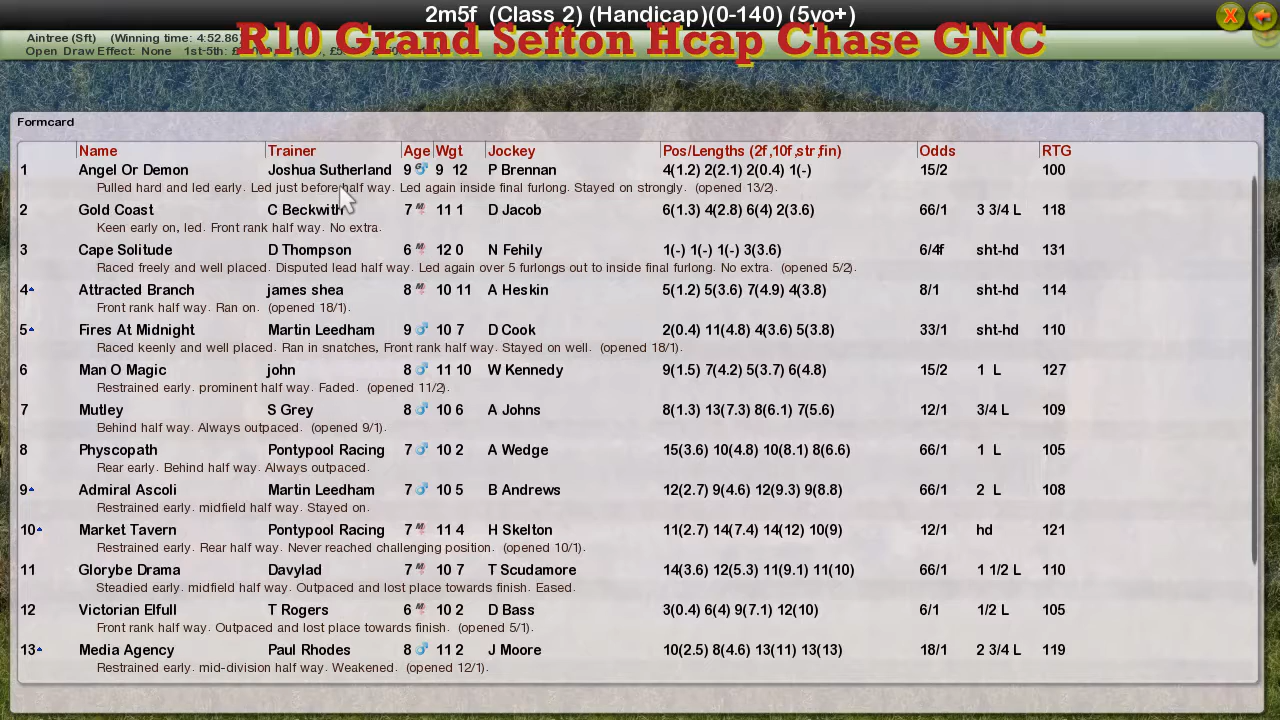 2m5f (Class 2) (Handicap)(0-140) (5yo+)
R10 Grand Sefton Hcap Chase GNC
Aintree (Sft) (Winning time: 4:52.86
Open Draw Effect: None 1st-5th:
Formcard
Name Trainer Age Wgt Jockey Pos/Lengths (2f,10f,str,fin) Odds RTG
1 Angel Or Demon Joshua Sutherland 9 9 12 P Brennan 4(1.2) 2(2.1) 2(0.4) 1(-) 15/2 100
Pulled hard and led early. Led just before half way. Led again inside final furlong. Stayed on strongly. (opened 13/2).
2 Gold Coast C Beckwith 7 11 1 D Jacob 6(1.3) 4(2.8) 6(4) 2(3.6) 66/1 3 3/4 L 118
Keen early on, led. Front rank half way. No extra.
3 Cape Solitude D Thompson 6 12 0 N Fehily 1(-) 1(-) 1(-) 3(3.6) 6/4f sht-hd 131
Raced freely and well placed. Disputed lead half way. Led again over 5 furlongs out to inside final furlong. No extra. (opened 5/2).
4 Attracted Branch james shea 8 10 11 A Heskin 5(1.2) 5(3.6) 7(4.9) 4(3.8) 8/1 sht-hd 114
Front rank half way. Ran on. (opened 18/1).
5 Fires At Midnight Martin Leedham 9 10 7 D Cook 2(0.4) 11(4.8) 4(3.6) 5(3.8) 33/1 sht-hd 110
Raced keenly and well placed. Ran in snatches, Front rank half way. Stayed on well. (opened 18/1).
6 Man O Magic john 8 11 10 W Kennedy 9(1.5) 7(4.2) 5(3.7) 6(4.8) 15/2 1 L 127
Restrained early. prominent half way. Faded. (opened 11/2).
7 Mutley S Grey 8 10 6 A Johns 8(1.3) 13(7.3) 8(6.1) 7(5.6) 12/1 3/4 L 109
Behind half way. Always outpaced. (opened 9/1).
8 Physcopath Pontypool Racing 7 10 2 A Wedge 15(3.6) 10(4.8) 10(8.1) 8(6.6) 66/1 1 L 105
Rear early. Behind half way. Always outpaced.
9 Admiral Ascoli Martin Leedham 7 10 5 B Andrews 12(2.7) 9(4.6) 12(9.3) 9(8.8) 66/1 2 L 108
Restrained early. midfield half way. Stayed on.
10 Market Tavern Pontypool Racing 7 11 4 H Skelton 11(2.7) 14(7.4) 14(12) 10(9) 12/1 hd 121
Restrained early. Rear half way. Never reached challenging position. (opened 10/1).
11 Glorybe Drama Davylad 7 10 7 T Scudamore 14(3.6) 12(5.3) 11(9.1) 11(10) 66/1 1 1/2 L 110
Steadied early. midfield half way. Outpaced and lost place towards finish. Eased.
12 Victorian Elfull T Rogers 6 10 2 D Bass 3(0.4) 6(4) 9(7.1) 12(10) 6/1 1/2 L 105
Front rank half way. Outpaced and lost place towards finish. (opened 5/1).
13 Media Agency Paul Rhodes 8 11 2 J Moore 10(2.5) 8(4.6) 13(11) 13(13) 18/1 2 3/4 L 119
Restrained early. mid-division half way. Weakened. (opened 12/1).